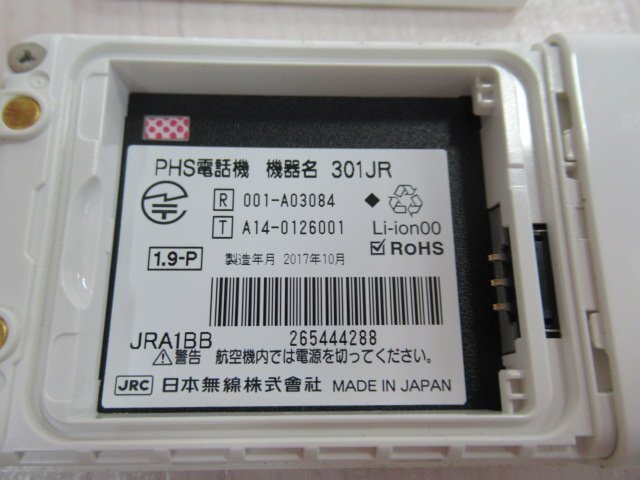 PHS電話機 機器名 301JR
R 001-A03084
T A14-0126001
Li-ion00
1.9-P 製造年月 2017年10月 RoHS
JRA1BB 265444288
警告 航空機内では電源を切ってください。
JRC 日本無線株式會社 MADE IN JAPAN